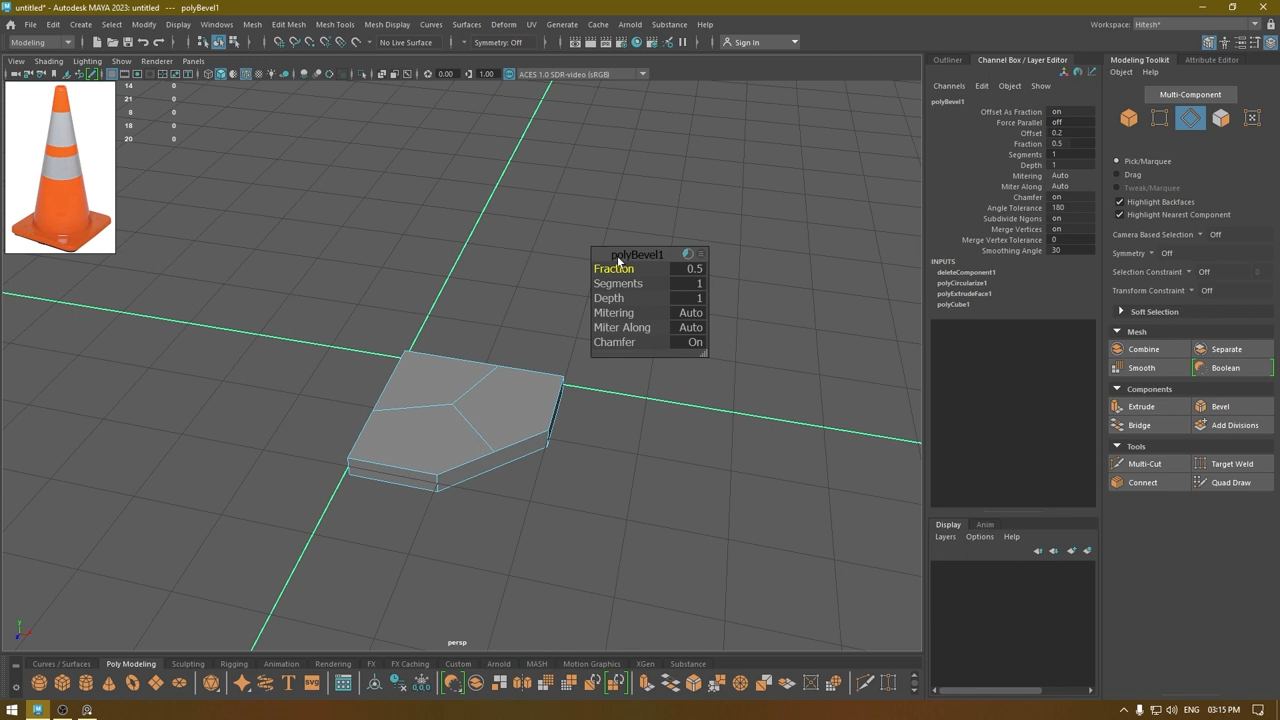 untitled* - Autodesk MAYA 2023: untitled --- polyBevel1
File Edit Create Select Modify Display Windows Mesh Edit Mesh Mesh Tools Mesh Display Curves Surfaces Deform UV Generate Cache Arnold Substance Help
Workspace: Hitesh*
Modeling No Live Surface Symmetry: Off Sign In
View Shading Lighting Show Renderer Panels
0.00 1.00 ACES 1.0 SDR-video (sRGB)
14 0
21 0
8 0
18 0
20 0
polyBevel1
Fraction 0.5
Segments 1
Depth 1
Mitering Auto
Miter Along Auto
Chamfer On
persp
Outliner Channel Box / Layer Editor
Channels Edit Object Show
polyBevel1
Offset As Fraction on
Force Parallel off
Offset 0.2
Fraction 0.5
Segments 1
Depth 1
Mitering Auto
Miter Along Auto
Chamfer on
Angle Tolerance 180
Subdivide Ngons on
Merge Vertices on
Merge Vertex Tolerance 0
Smoothing Angle 30
INPUTS
deleteComponent1
polyCircularize1
polyExtrudeFace1
polyCube1
Display Anim
Layers Options Help
Modeling Toolkit Attribute Editor
Object Help
Multi-Component
Pick/Marquee
Drag
Tweak/Marquee
Highlight Backfaces
Highlight Nearest Component
Camera Based Selection Off
Symmetry Off
Selection Constraint Off
Transform Constraint Off
Soft Selection
Mesh
Combine Separate
Smooth Boolean
Components
Extrude Bevel
Bridge Add Divisions
Tools
Multi-Cut Target Weld
Connect Quad Draw
Curves / Surfaces Poly Modeling Sculpting Rigging Animation Rendering FX FX Caching Custom Arnold MASH Motion Graphics XGen Substance
T SVG 0,0,0
ENG 03:15 PM